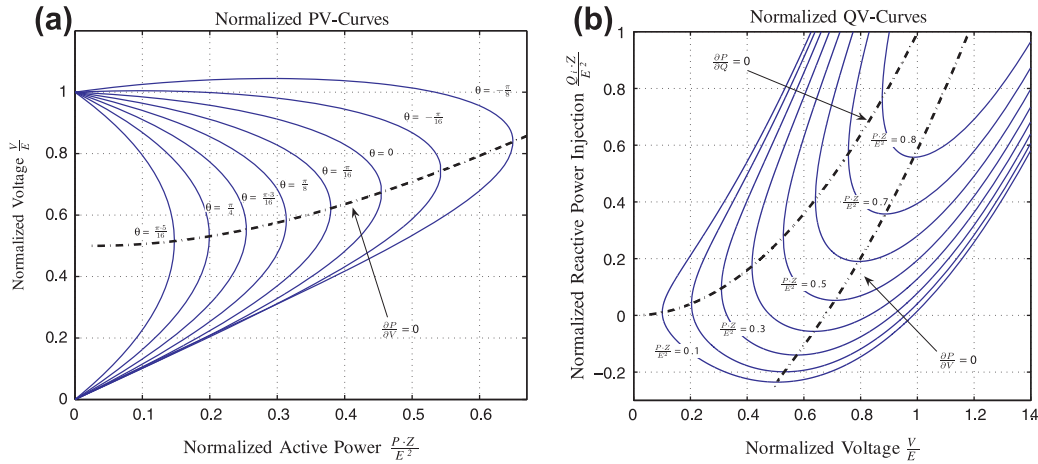 (a)
Normalized PV-Curves
Normalized Voltage V/E
1
0.8
0.6
0.4
0.2
0
0 0.1 0.2 0.3 0.4 0.5 0.6
θ = −π/8
θ = −π/16
θ = 0
θ = π/16
θ = π/8
θ = π·3/16
θ = π/4
θ = π·5/16
∂P/∂V = 0
Normalized Active Power P·Z/E²
(b)
Normalized QV-Curves
Normalized Reactive Power Injection Q_i·Z/E²
1
0.8
0.6
0.4
0.2
0
−0.2
0 0.2 0.4 0.6 0.8 1 1.2 14
∂P/∂Q = 0
P·Z/E² = 0.8
P·Z/E² = 0.7
P·Z/E² = 0.5
P·Z/E² = 0.3
P·Z/E² = 0.1
∂P/∂V = 0
Normalized Voltage V/E